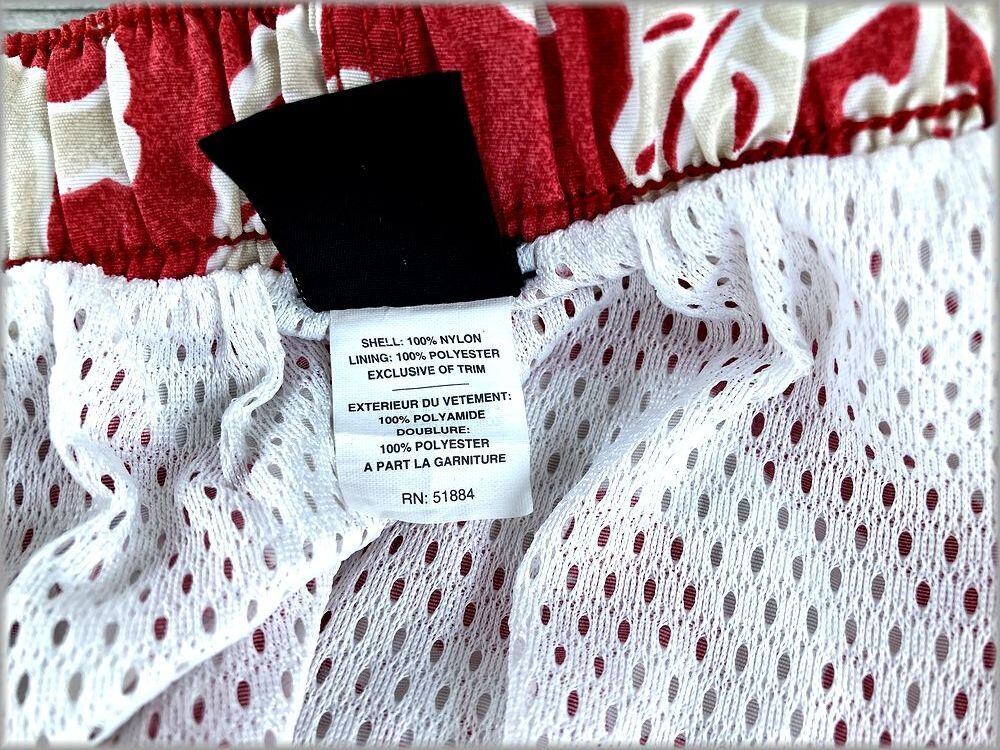 SHELL: 100% NYLON
LINING: 100% POLYESTER
EXCLUSIVE OF TRIM
EXTERIEUR DU VETEMENT:
100% POLYAMIDE
DOUBLURE:
100% POLYESTER
A PART LA GARNITURE
RN: 51884